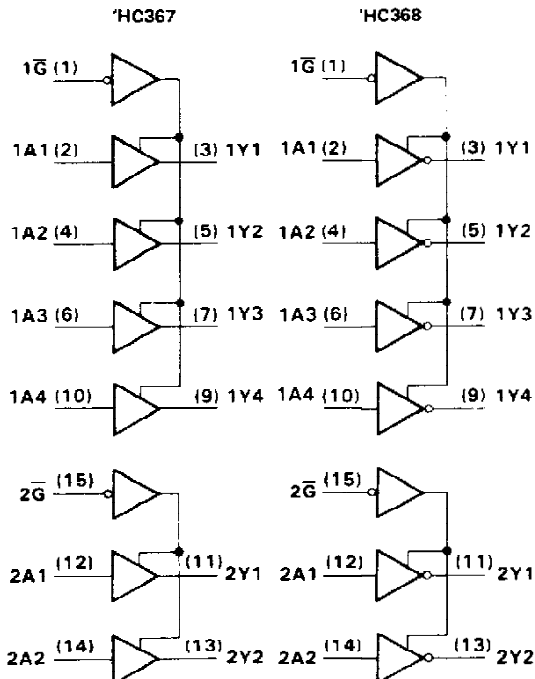 'HC367 'HC368
1G̅ (1) 1G̅ (1)
1A1 (2) (3) 1Y1 1A1 (2) (3) 1Y1
1A2 (4) (5) 1Y2 1A2 (4) (5) 1Y2
1A3 (6) (7) 1Y3 1A3 (6) (7) 1Y3
1A4 (10) (9) 1Y4 1A4 (10) (9) 1Y4
2G̅ (15) 2G̅ (15)
2A1 (12) (11) 2Y1 2A1 (12) (11) 2Y1
2A2 (14) (13) 2Y2 2A2 (14) (13) 2Y2